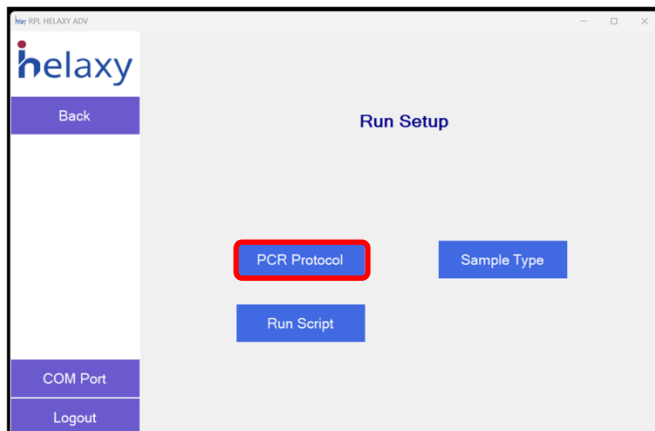 RPL HELAXY ADV
helaxy
Back
Run Setup
PCR Protocol
Sample Type
Run Script
COM Port
Logout